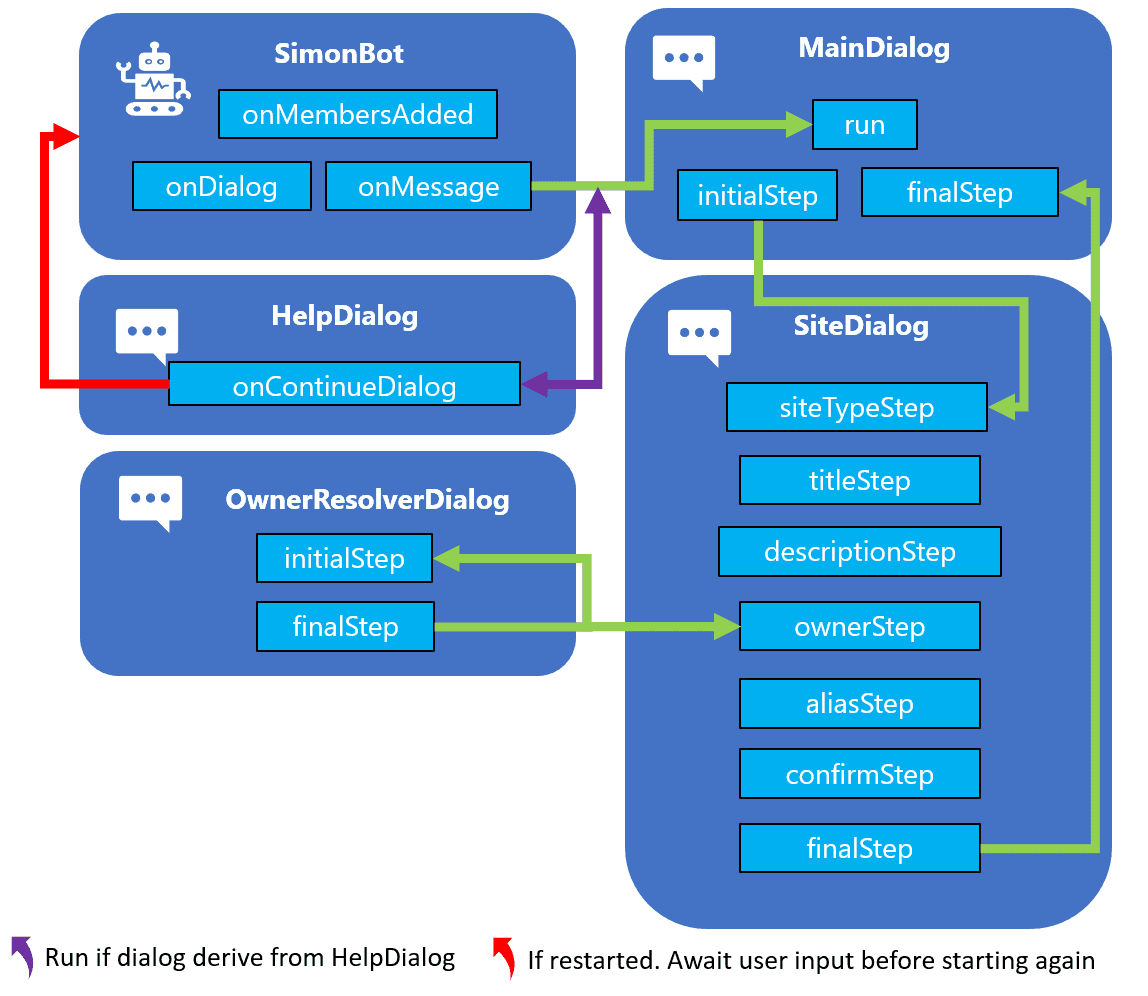 SimonBot
onMembersAdded
onDialog
onMessage
MainDialog
run
initialStep
finalStep
HelpDialog
onContinueDialog
OwnerResolverDialog
initialStep
finalStep
SiteDialog
siteTypeStep
titleStep
descriptionStep
ownerStep
aliasStep
confirmStep
finalStep
Run if dialog derive from HelpDialog
If restarted. Await user input before starting again